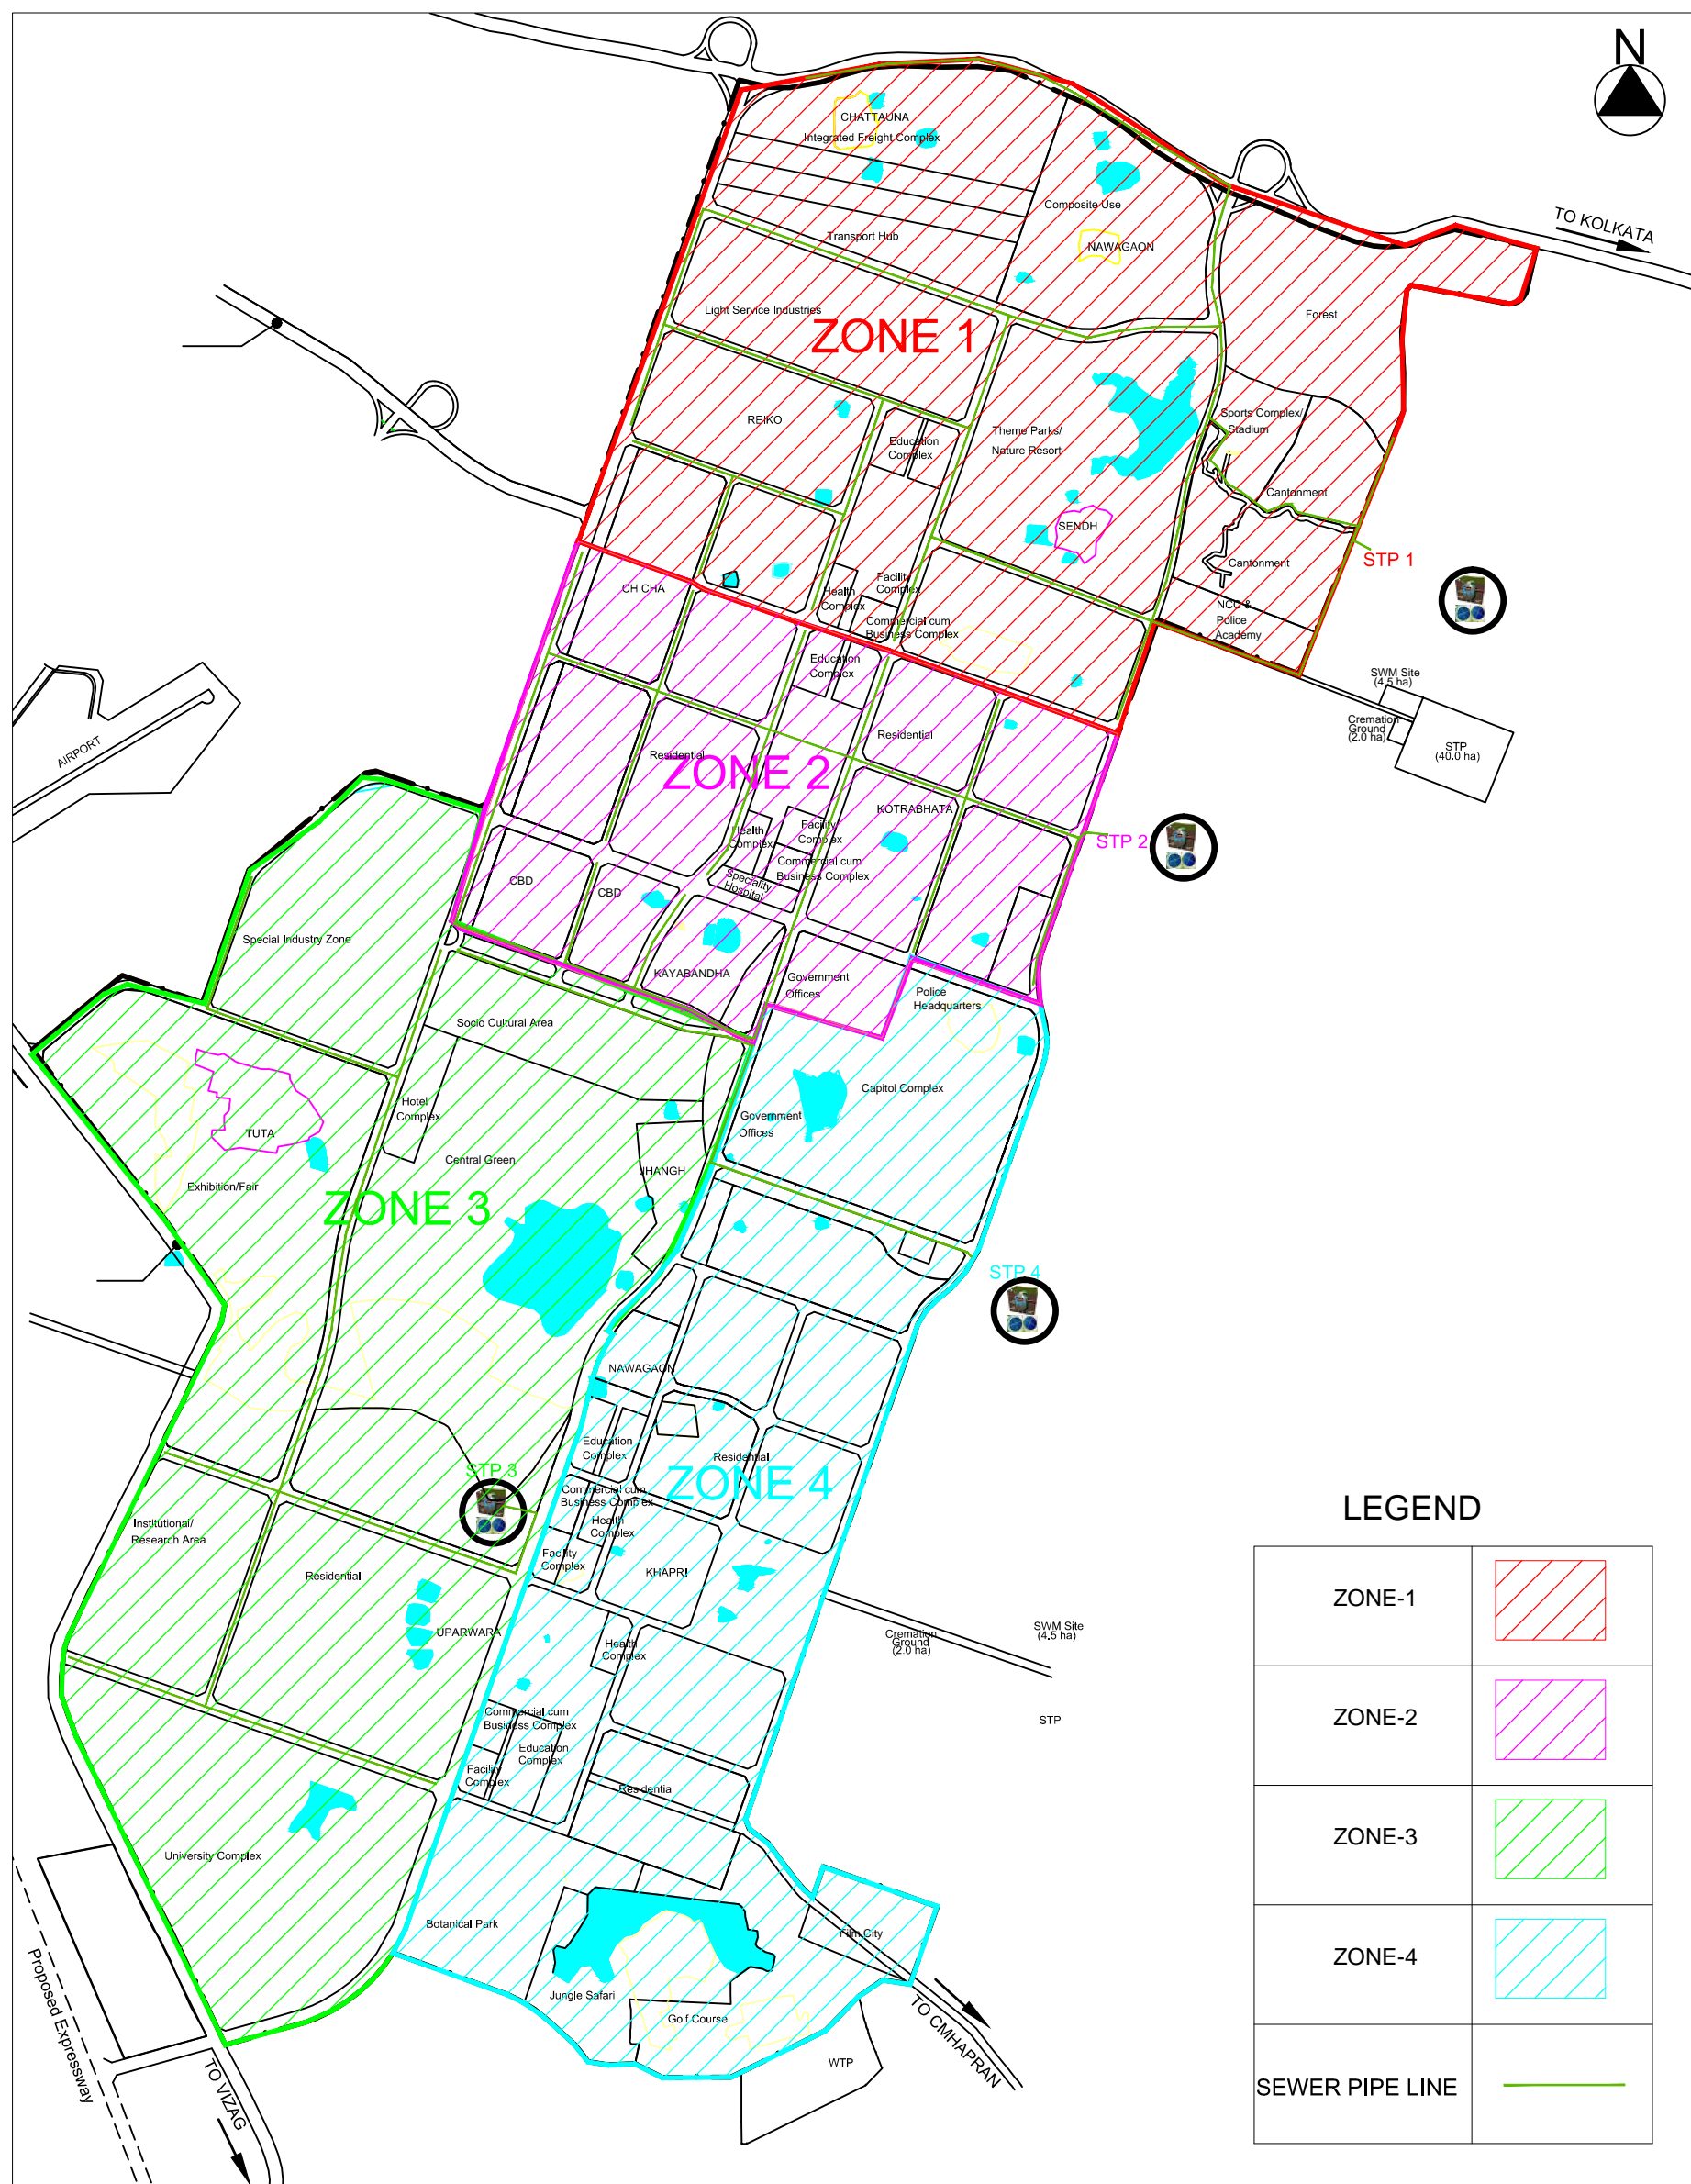 N
TO KOLKATA
CHATTAUNA
Integrated Freight Complex
Composite Use
Transport Hub
NAWAGAON
Light Service Industries
Forest
ZONE 1
REIKO
Education
Complex
Theme Parks/
Nature Resort
Sports Complex/
Stadium
Cantonment
SENDH
Cantonment
STP 1
CHICHA
Health
Complex
Facility
Complex
NCC &
Police
Academy
Commercial cum
Business Complex
Education
Complex
SWM Site
(4.5 ha)
Cremation
Ground
(2.0 ha)
STP
(40.0 ha)
AIRPORT
Residential
Residential
ZONE 2
KOTRABHATA
Health
Complex
Facility
Complex
Commercial cum
Business Complex
STP 2
CBD
CBD
Speciality
Hospital
Special Industry Zone
KAYABANDHA
Government
Offices
Police
Headquarters
Socio Cultural Area
Capitol Complex
Hotel
Complex
Government
Offices
TUTA
Central Green
JHANGH
Exhibition/Fair
ZONE 3
STP 4
NAWAGAON
Education
Complex
Residential
STP 3
ZONE 4
Commercial cum
Business Complex
Health
Complex
Institutional/
Research Area
Facility
Complex
Residential
KHAPRI
UPARWARA
Health
Complex
Cremation
Ground
(2.0 ha)
SWM Site
(4.5 ha)
STP
Commercial cum
Business Complex
Education
Complex
Facility
Complex
Residential
University Complex
Botanical Park
Film City
Jungle Safari
Golf Course
WTP
TO CMHAPRAN
Proposed Expressway
TO VIZAG
LEGEND
ZONE-1
ZONE-2
ZONE-3
ZONE-4
SEWER PIPE LINE